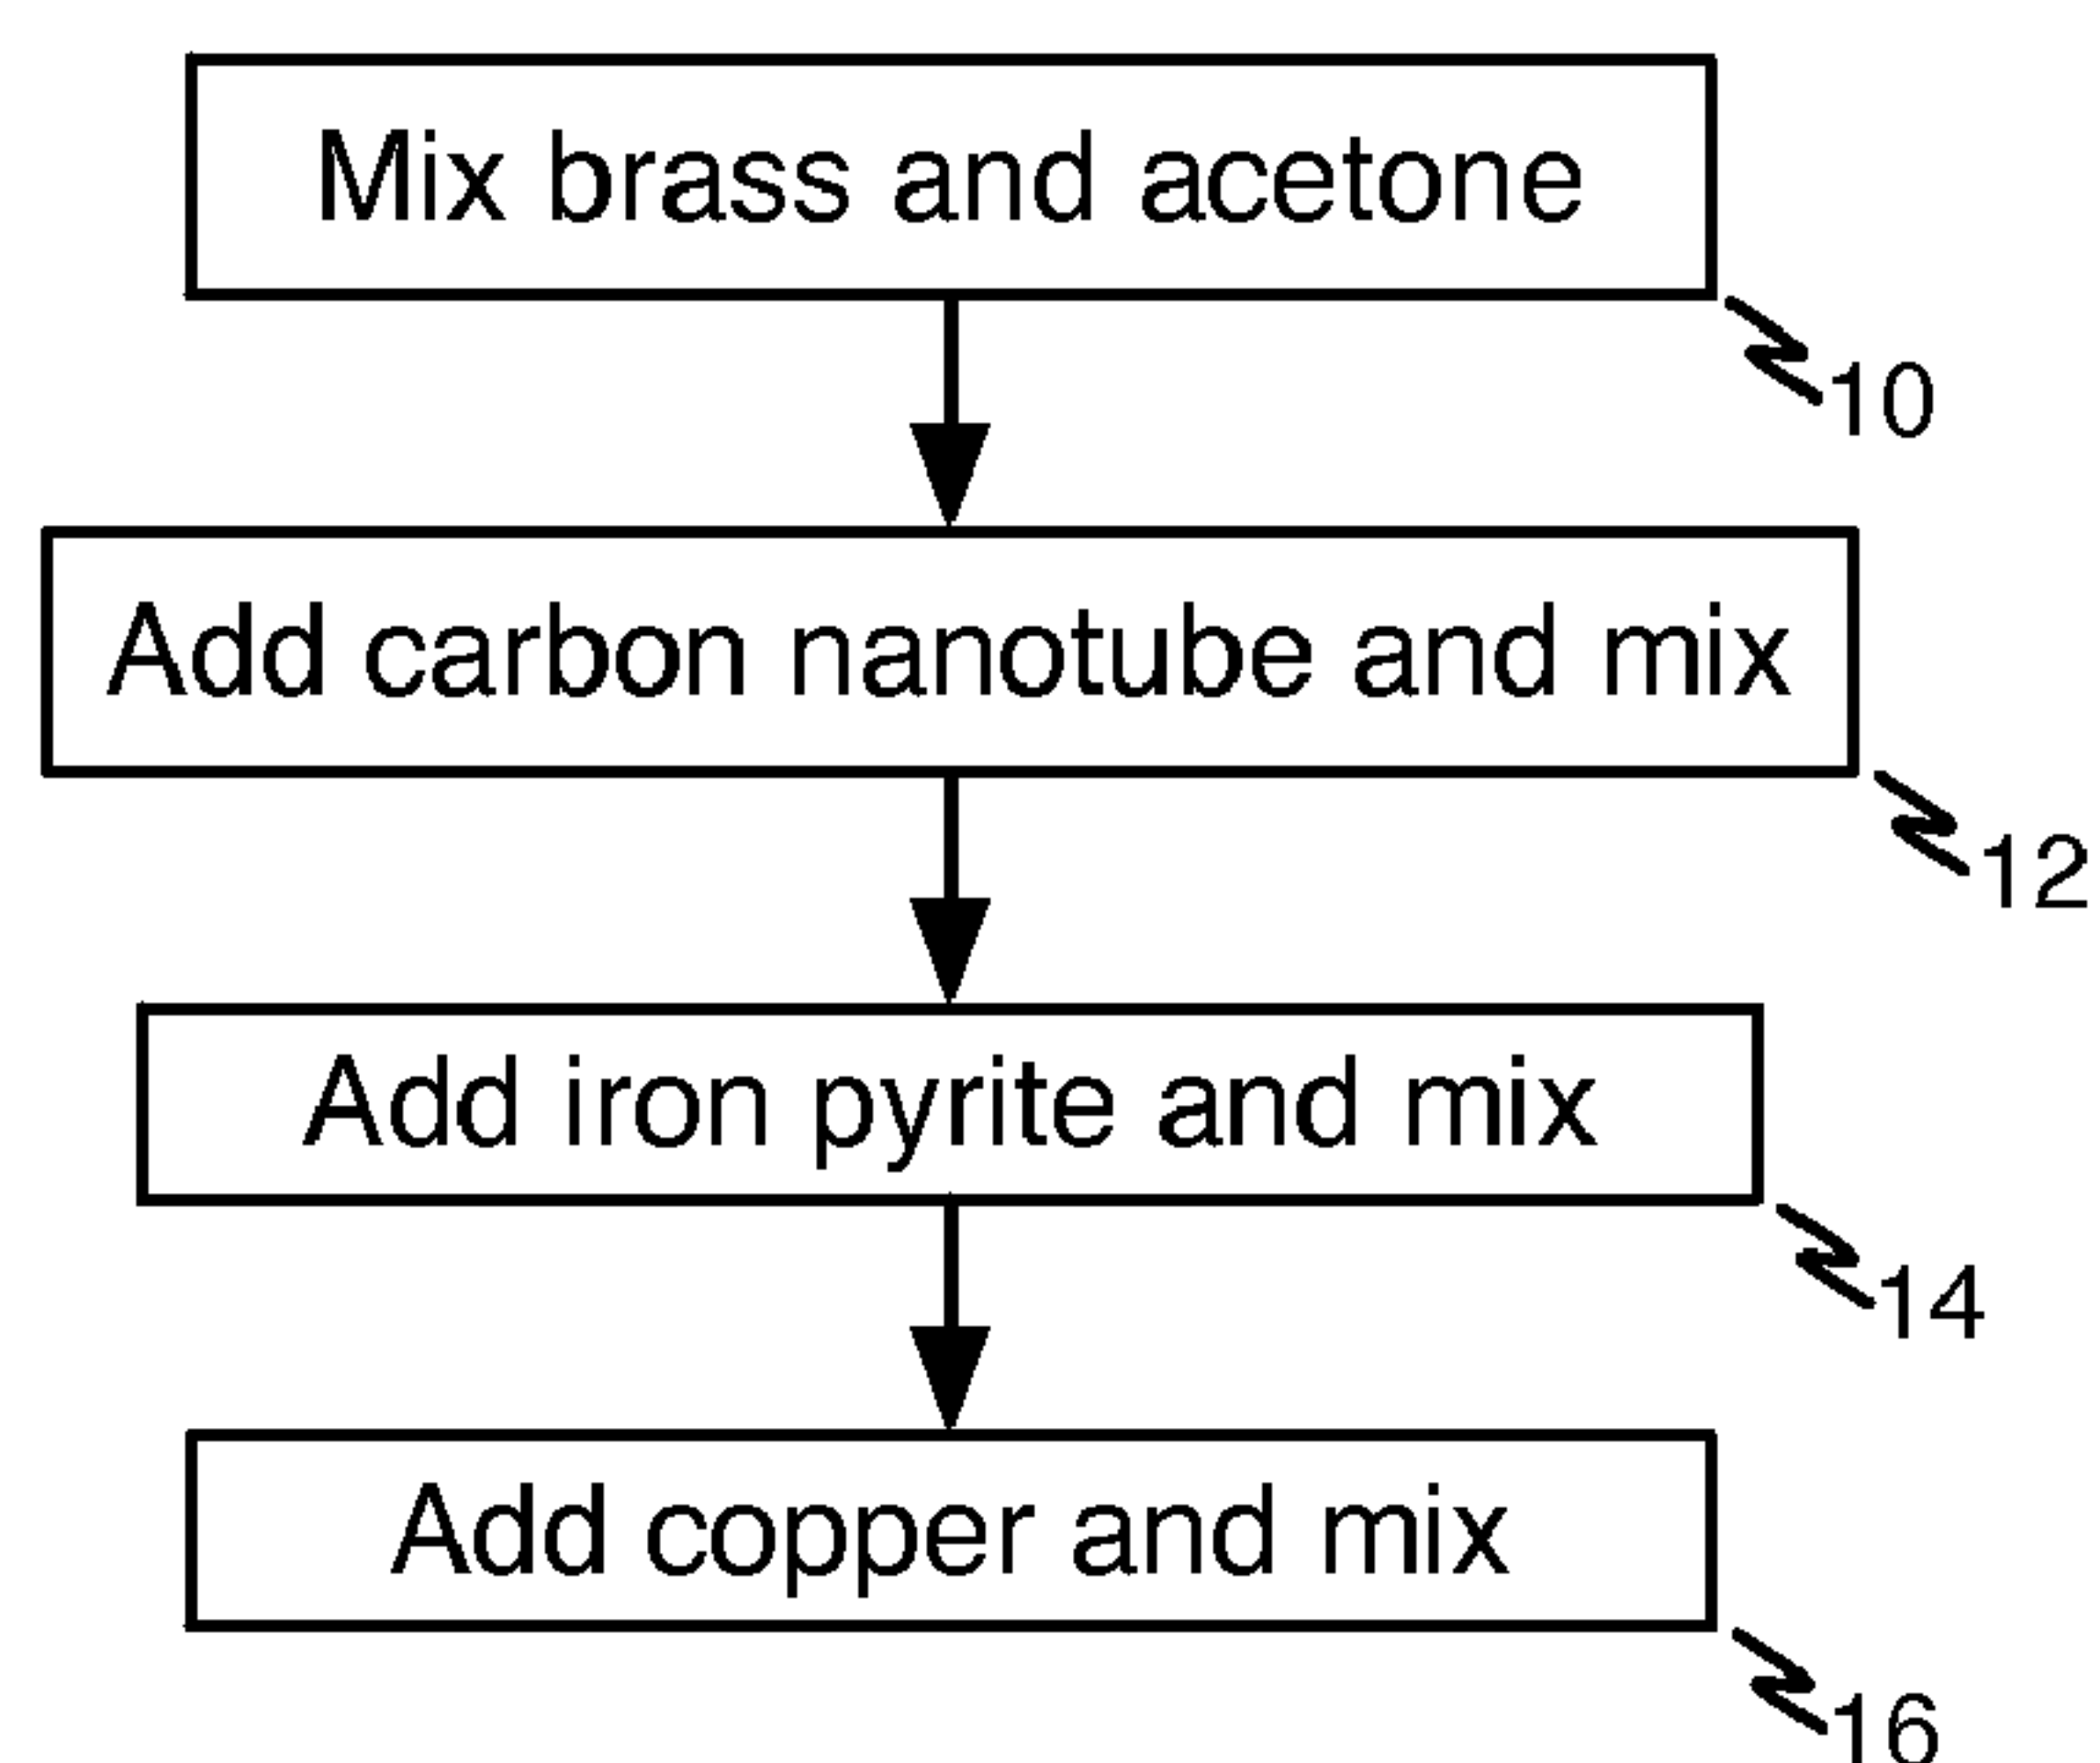 Mix brass and acetone
10
Add carbon nanotube and mix
12
Add iron pyrite and mix
14
Add copper and mix
16